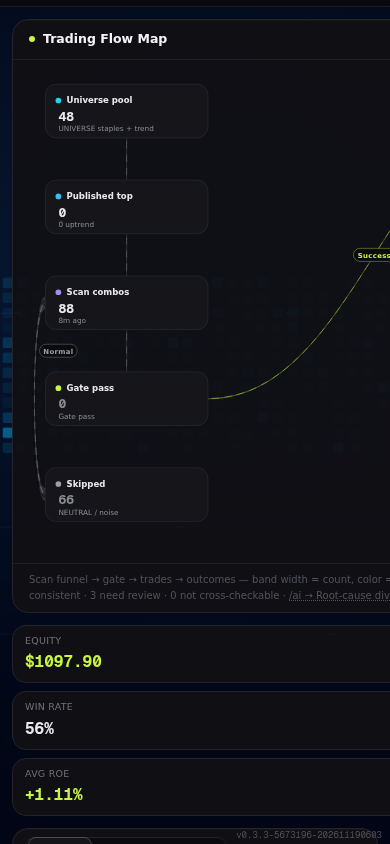 Trading Flow Map
Universe pool
48
UNIVERSE staples + trend
Published top
0
0 uptrend
Success
Scan combos
88
8m ago
Normal
Gate pass
0
Gate pass
Skipped
66
NEUTRAL / noise
Scan funnel → gate → trades → outcomes — band width = count, color =
consistent · 3 need review · 0 not cross-checkable · /ai → Root-cause div
EQUITY
$1097.90
WIN RATE
56%
AVG ROE
+1.11%
v0.3.3-5673196-202611190603